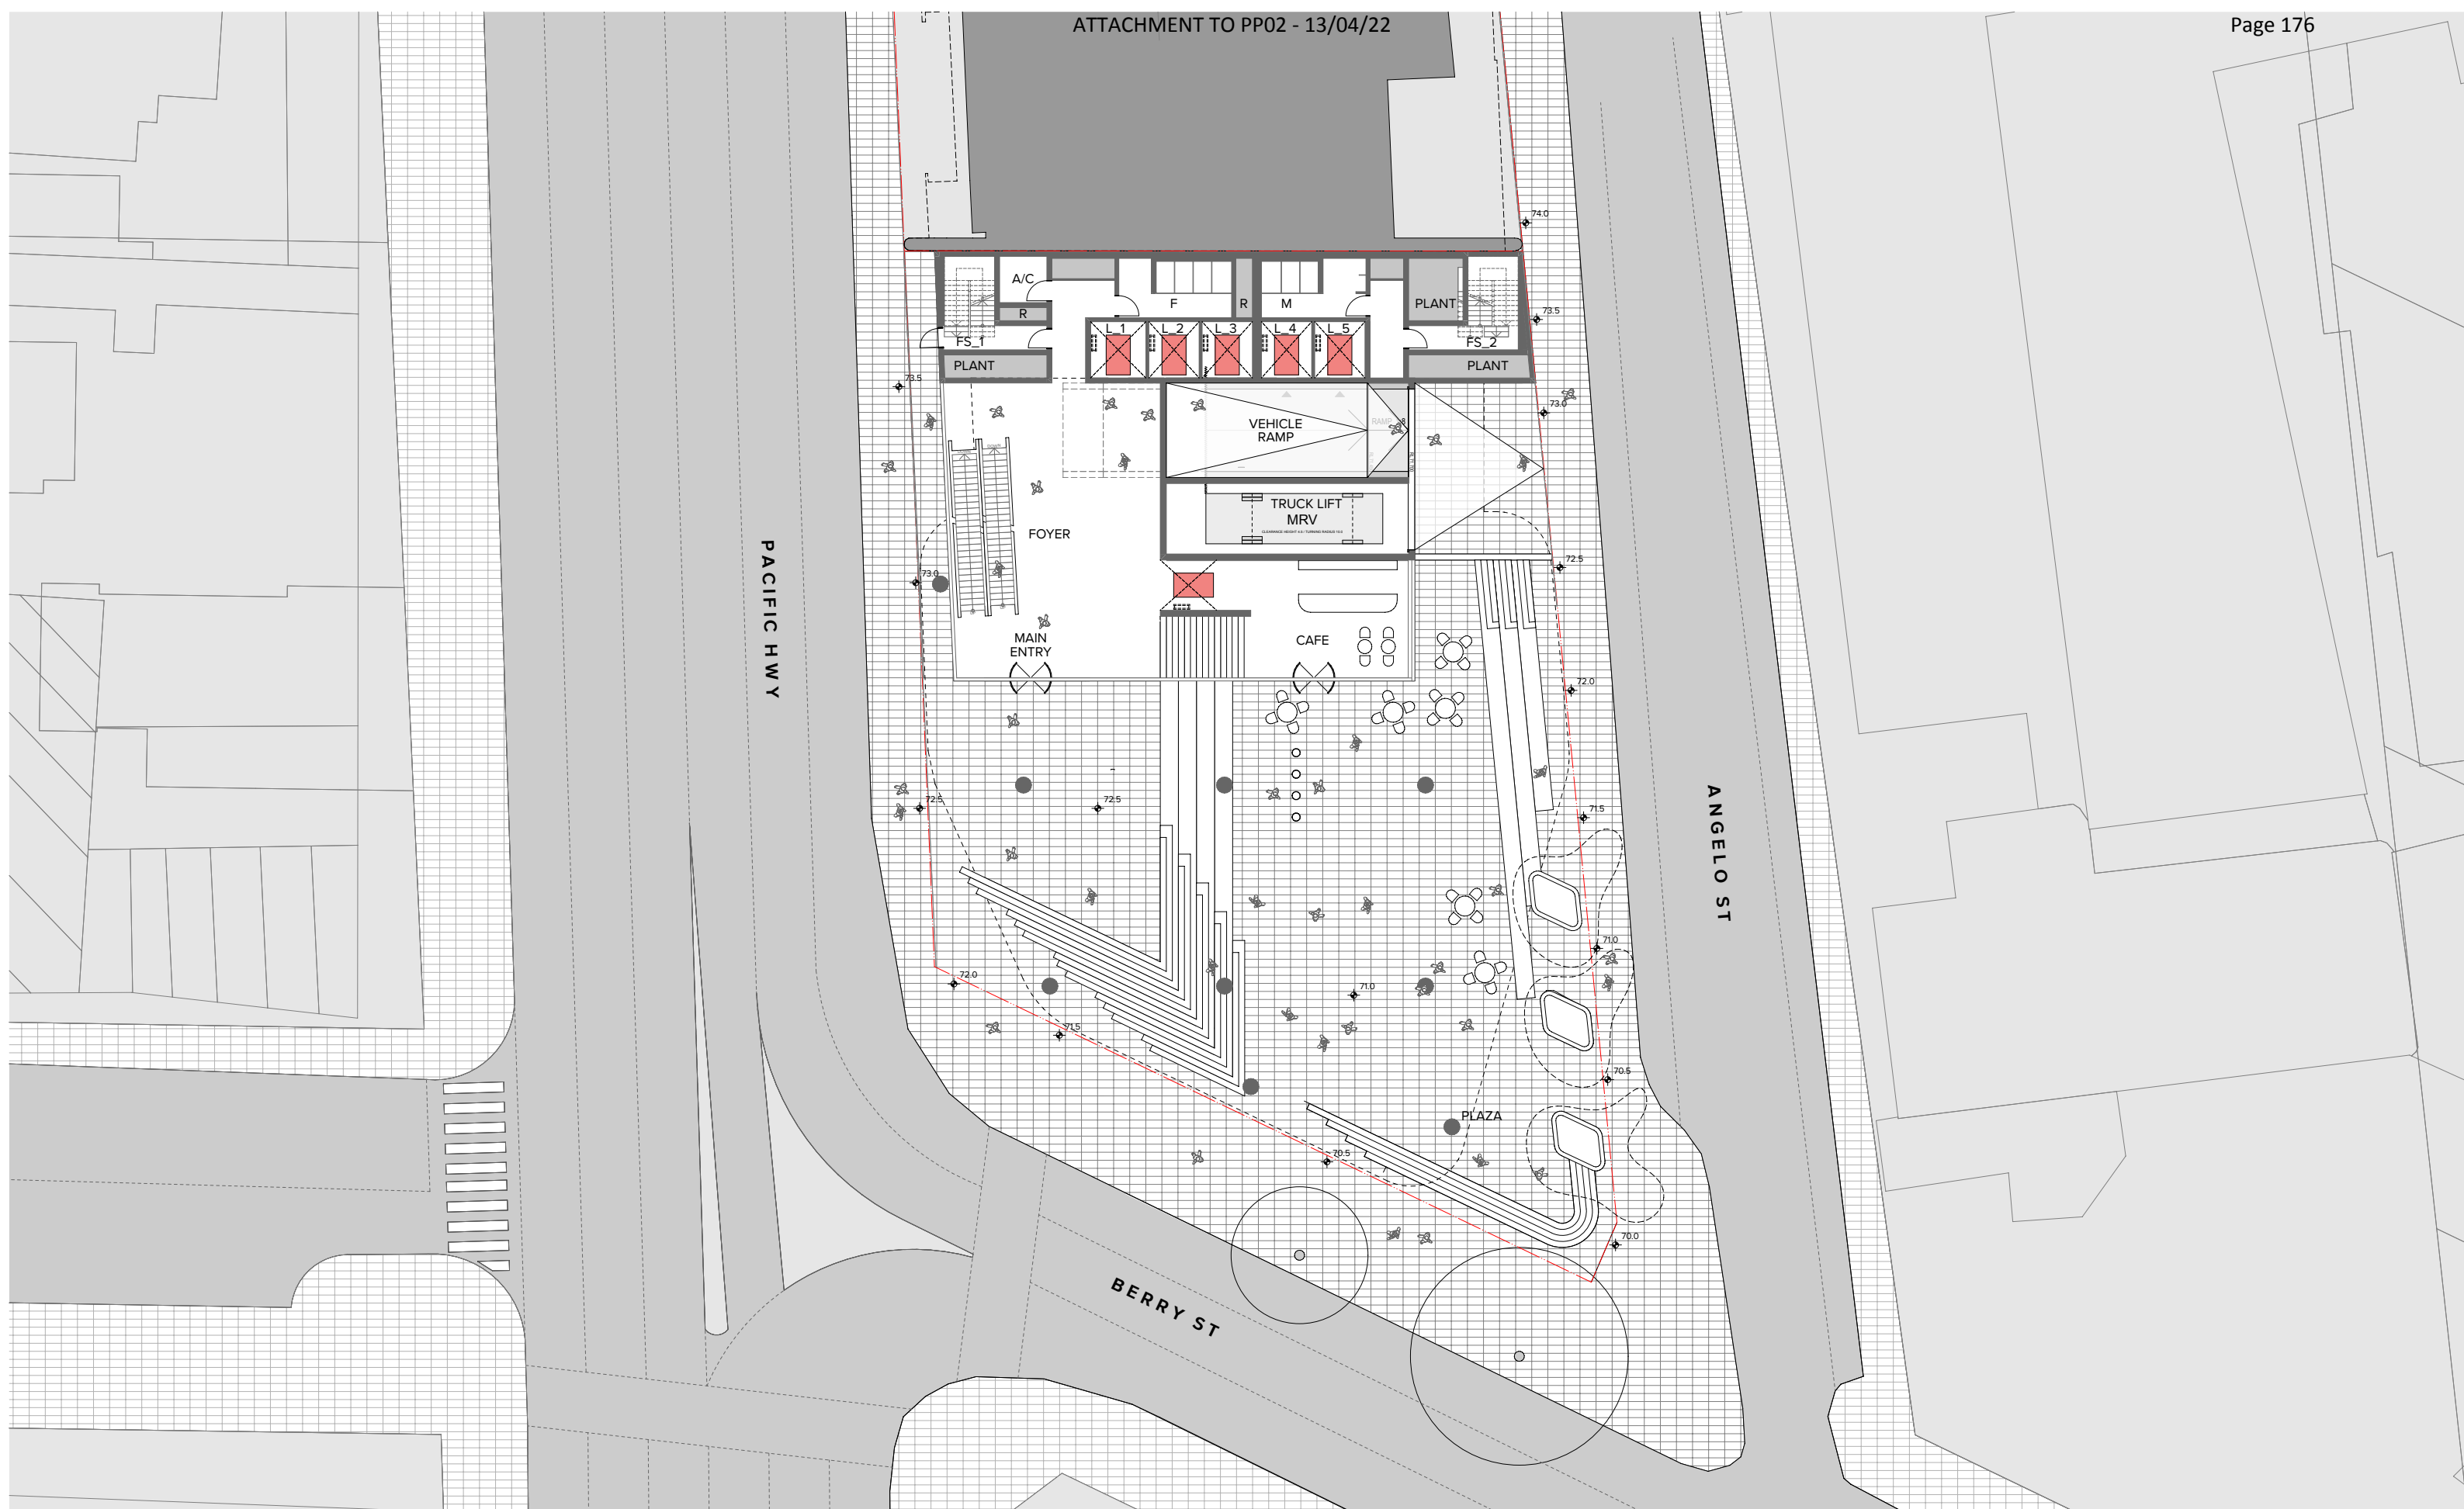 ATTACHMENT TO PP02 - 13/04/22
Page 176
74.0
A/C
F
R
M
PLANT
R
73.5
L_1
L_2
L_3
L_4
L_5
FS_1
FS_2
PLANT
PLANT
73.5
73.0
VEHICLE
RAMP
RAMP
TRUCK LIFT
MRV
FOYER
72.5
73.0
MAIN
ENTRY
CAFE
PACIFIC HWY
72.0
72.5
72.5
71.5
ANGELO ST
71.0
72.0
71.0
71.5
70.5
PLAZA
70.5
70.0
BERRY ST